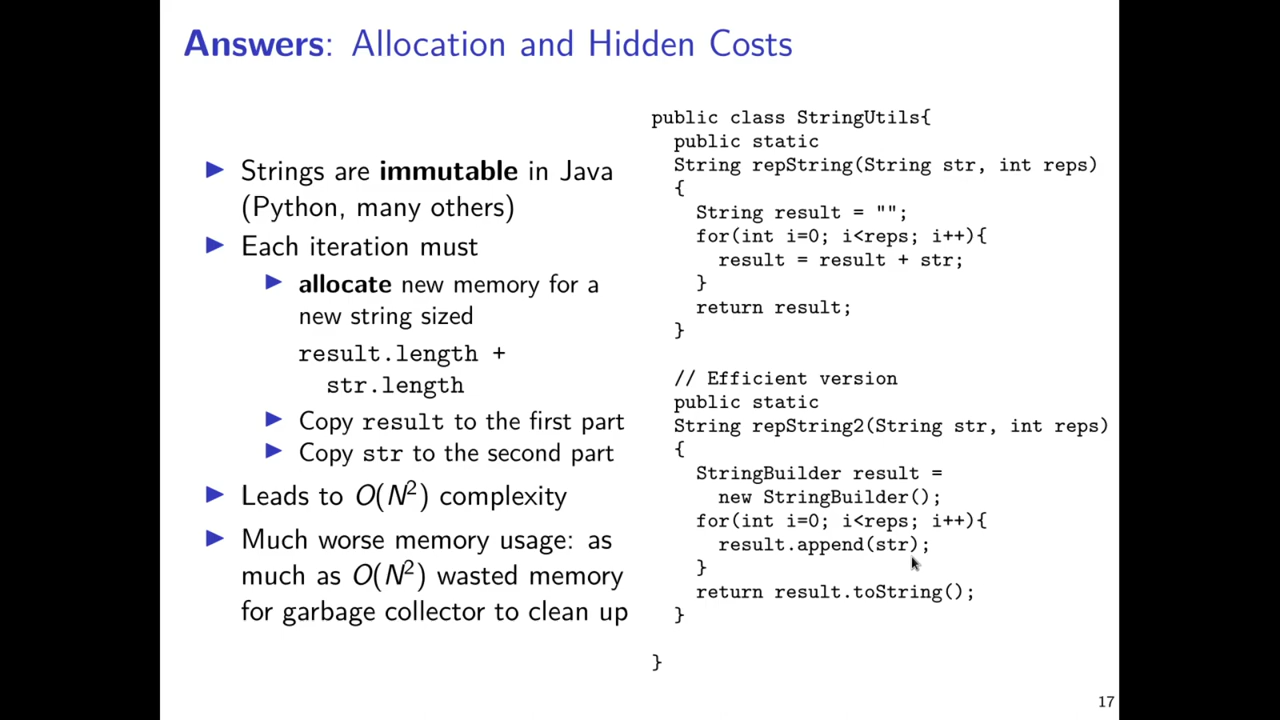 Answers: Allocation and Hidden Costs
▶ Strings are immutable in Java
(Python, many others)
▶ Each iteration must
▶ allocate new memory for a
new string sized
result.length +
str.length
▶ Copy result to the first part
▶ Copy str to the second part
▶ Leads to O(N²) complexity
▶ Much worse memory usage: as
much as O(N²) wasted memory
for garbage collector to clean up
public class StringUtils{
  public static
  String repString(String str, int reps)
  {
    String result = "";
    for(int i=0; i<reps; i++){
      result = result + str;
    }
    return result;
  }
  // Efficient version
  public static
  String repString2(String str, int reps)
  {
    StringBuilder result =
      new StringBuilder();
    for(int i=0; i<reps; i++){
      result.append(str);
    }
    return result.toString();
  }
}
17